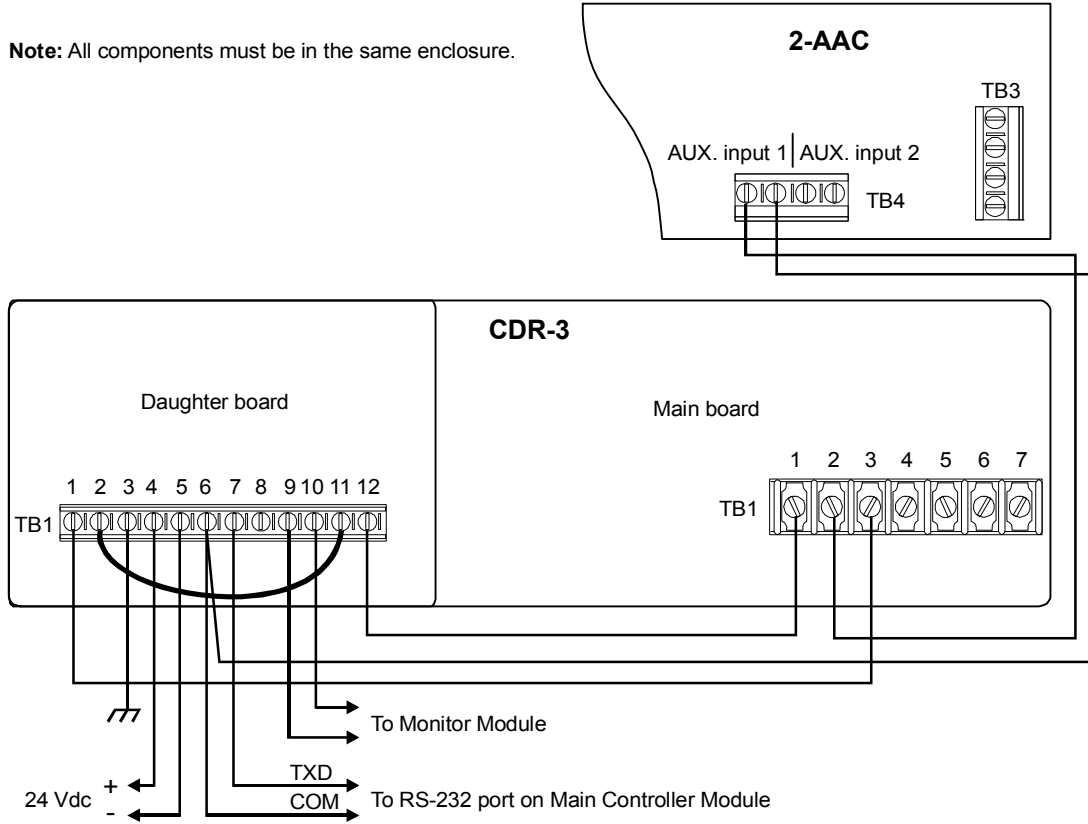 Note: All components must be in the same enclosure.
2-AAC
TB3
AUX. input 1 AUX. input 2
TB4
CDR-3
Daughter board
Main board
1 2 3 4 5 6 7
1 2 3 4 5 6 7 8 9 10 11 12
TB1
TB1
To Monitor Module
24 Vdc
+
-
TXD
COM
To RS-232 port on Main Controller Module